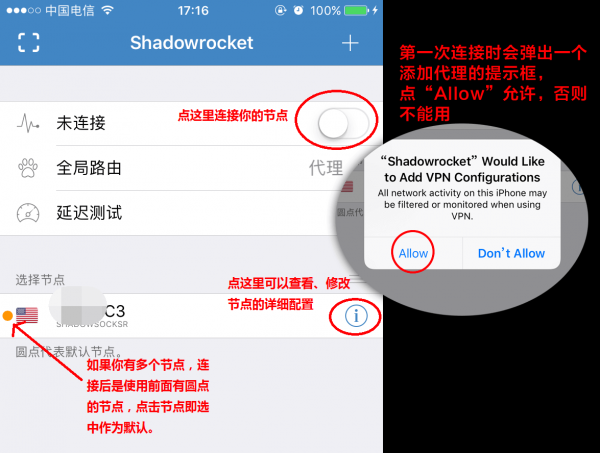 中国电信 17:16 100%
Shadowrocket
未连接
点这里连接你的节点
全局路由 代理
延迟测试
选择节点
点这里可以查看、修改
节点的详细配置
C3
SHADOWSOCKSR
圆点代表默认节点。
如果你有多个节点，连
接后是使用前面有圆点
的节点，点击节点即选
中作为默认。
第一次连接时会弹出一个
添加代理的提示框，
点“Allow”允许，否则
不能用
“Shadowrocket” Would Like
to Add VPN Configurations
All network activity on this iPhone may
be filtered or monitored when using
VPN.
Allow Don't Allow
圆点代